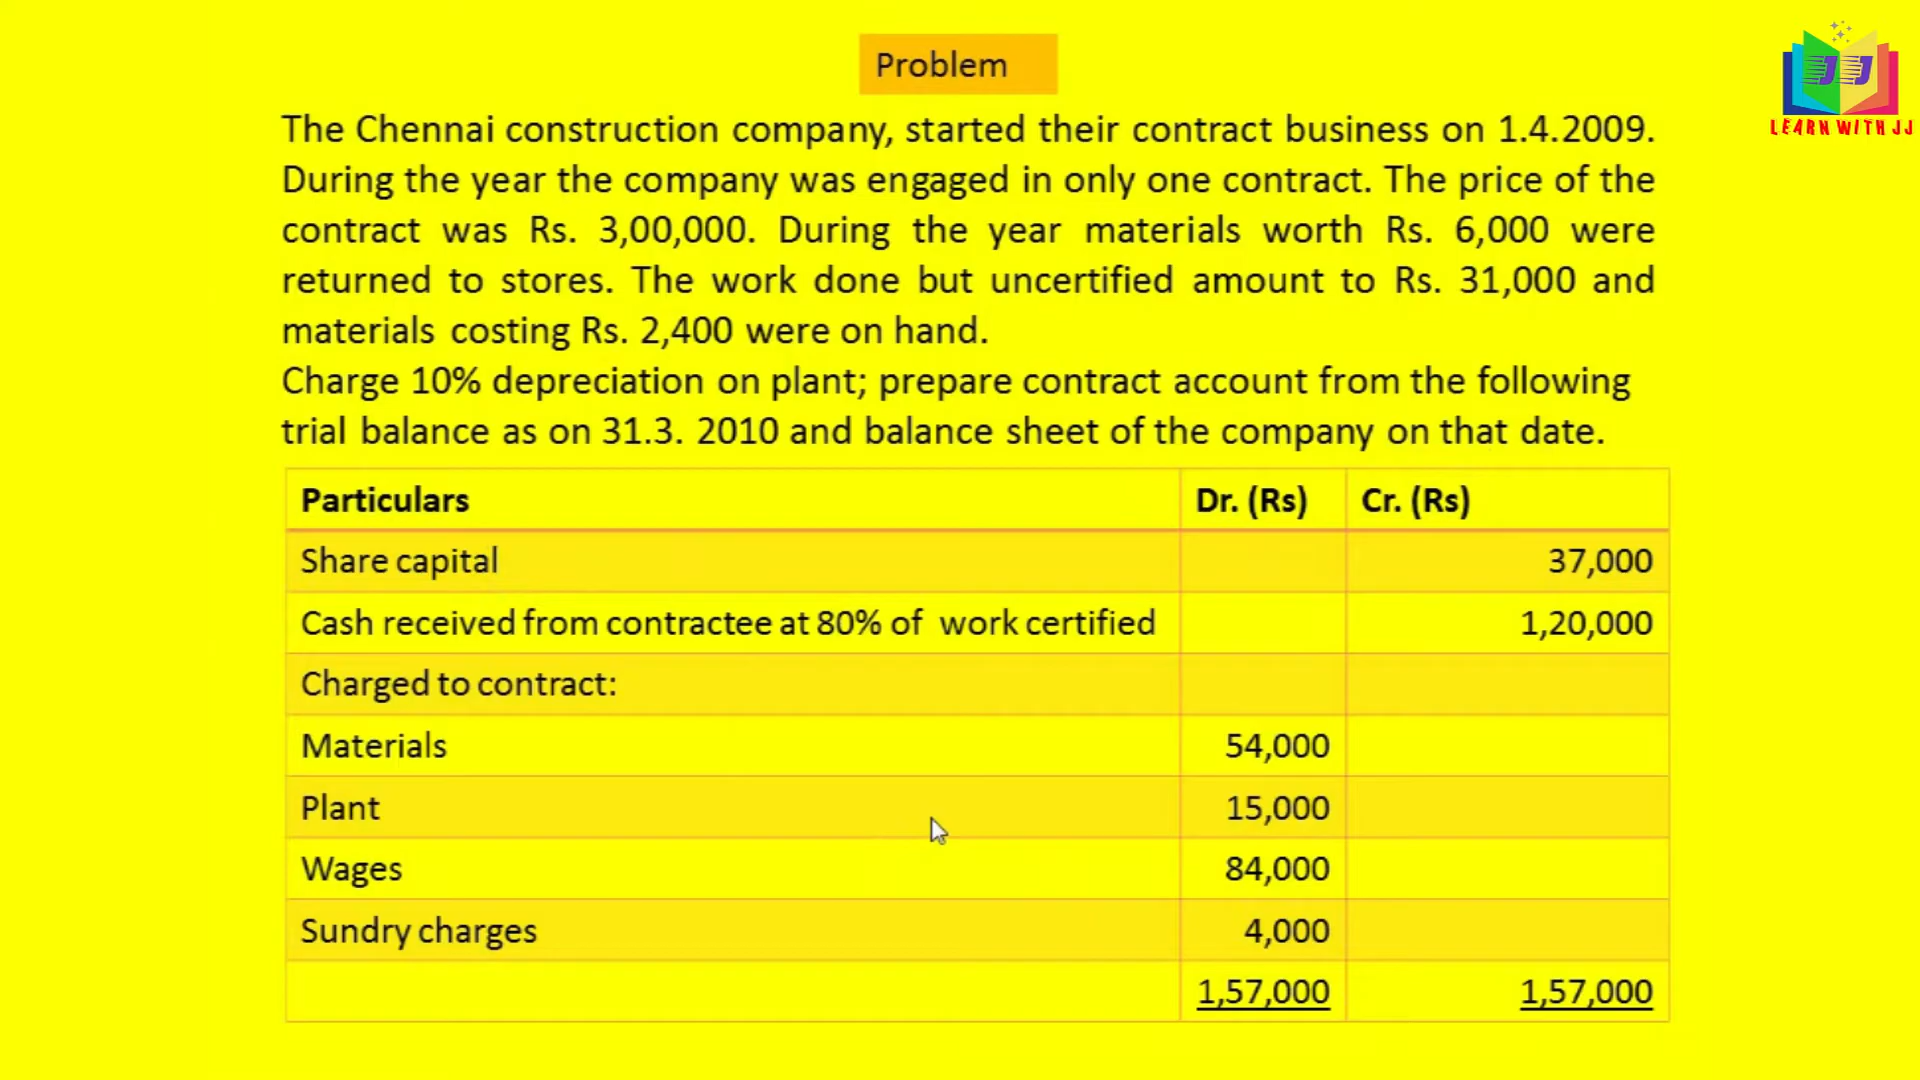 Problem
JJ
LEARN WITH JJ
The Chennai construction company, started their contract business on 1.4.2009.
During the year the company was engaged in only one contract. The price of the
contract was Rs. 3,00,000. During the year materials worth Rs. 6,000 were
returned to stores. The work done but uncertified amount to Rs. 31,000 and
materials costing Rs. 2,400 were on hand.
Charge 10% depreciation on plant; prepare contract account from the following
trial balance as on 31.3. 2010 and balance sheet of the company on that date.
Particulars Dr. (Rs) Cr. (Rs)
Share capital 37,000
Cash received from contractee at 80% of work certified 1,20,000
Charged to contract:
Materials 54,000
Plant 15,000
Wages 84,000
Sundry charges 4,000
1,57,000 1,57,000